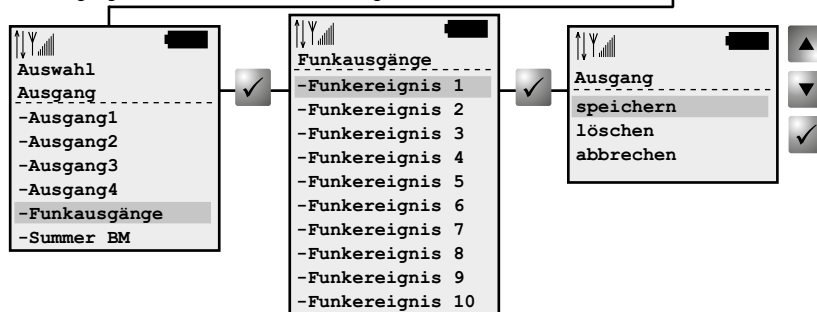 Auswahl
Ausgang
-Ausgang1
-Ausgang2
-Ausgang3
-Ausgang4
-Funkausgänge
-Summer BM
Funkausgänge
-Funkereignis 1
-Funkereignis 2
-Funkereignis 3
-Funkereignis 4
-Funkereignis 5
-Funkereignis 6
-Funkereignis 7
-Funkereignis 8
-Funkereignis 9
-Funkereignis 10
Ausgang
speichern
löschen
abbrechen